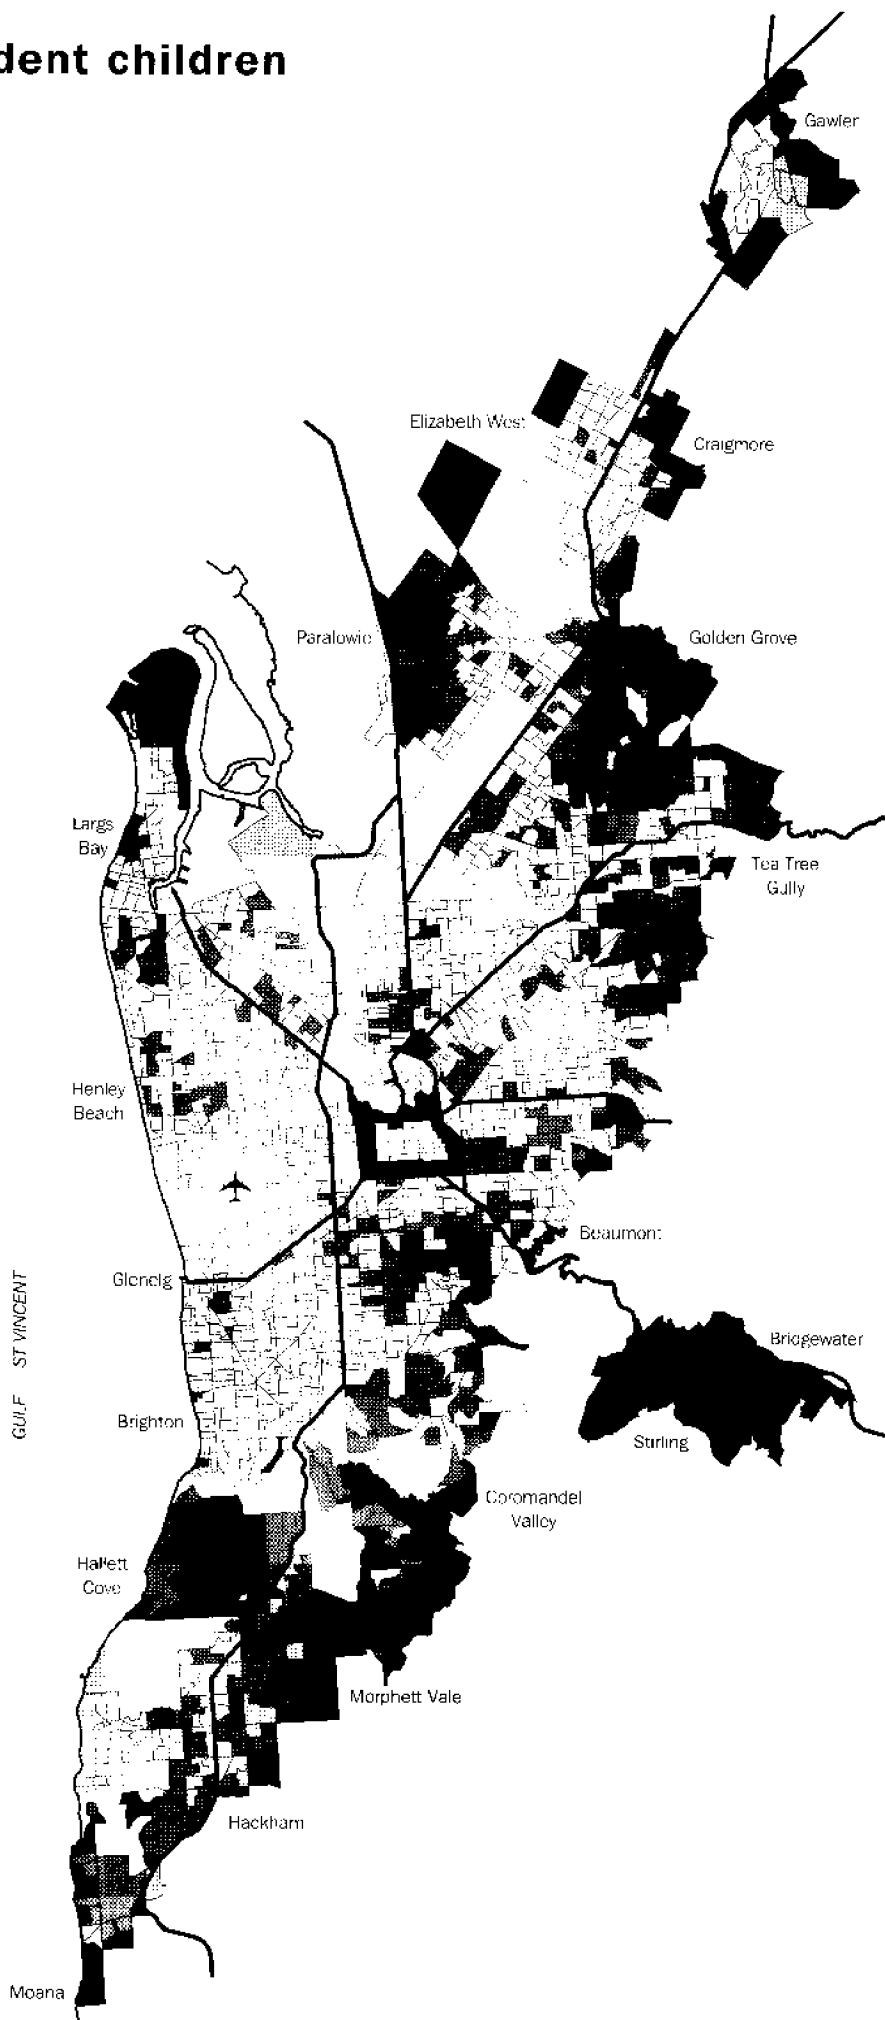 dent children
Gawler
Elizabeth West
Craigmore
Paralowie
Golden Grove
Largs
Bay
Tea Tree
Gully
Henley
Beach
Beaumont
Glenelg
GULF ST VINCENT
Bridgewater
Brighton
Stirling
Coromandel
Valley
Hallett
Cove
Morphett Vale
Hackham
Moana